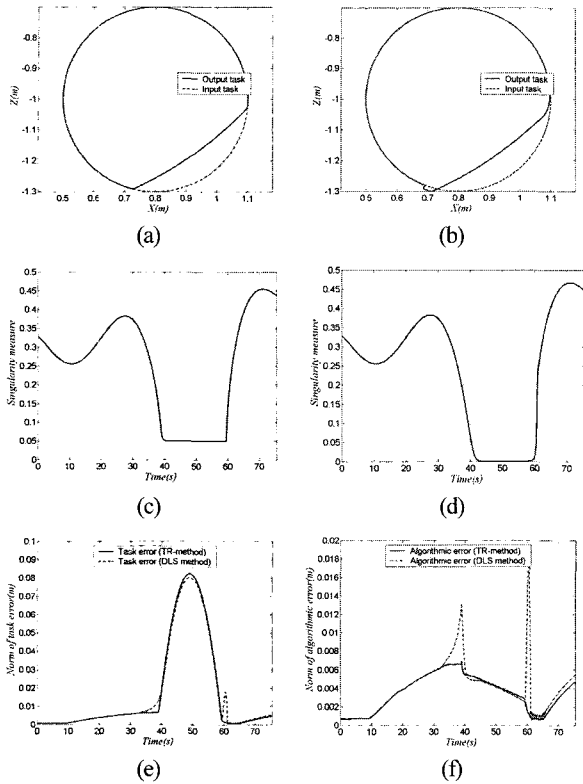 -0.7
-0.8
-0.9
-1
-1.1
-1.2
-1.3
Z(m)
Output task
Input task
0.5 0.6 0.7 0.8 0.9 1 1.1
X(m)
(a)
-0.7
-0.8
-0.9
-1
-1.1
-1.2
-1.3
Z(m)
Output task
Input task
0.5 0.6 0.7 0.8 0.9 1 1.1
X(m)
(b)
0.5
0.45
0.4
0.35
0.3
0.25
0.2
0.15
0.1
0.05
0
Singularity measure
0 10 20 30 40 50 60 70
Time(s)
(c)
0.5
0.45
0.4
0.35
0.3
0.25
0.2
0.15
0.1
0.05
0
Singularity measure
0 10 20 30 40 50 60 70
Time(s)
(d)
0.1
0.09
0.08
0.07
0.06
0.05
0.04
0.03
0.02
0.01
0
Norm of task error(m)
Task error (TR-method)
Task error (DLS method)
0 10 20 30 40 50 60 70
Time(s)
(e)
0.02
0.018
0.016
0.014
0.012
0.01
0.008
0.006
0.004
0.002
0
Norm of algorithmic error(m)
Algorithmic error (TR-method)
Algorithmic error (DLS method)
0 10 20 30 40 50 60 70
Time(s)
(f)